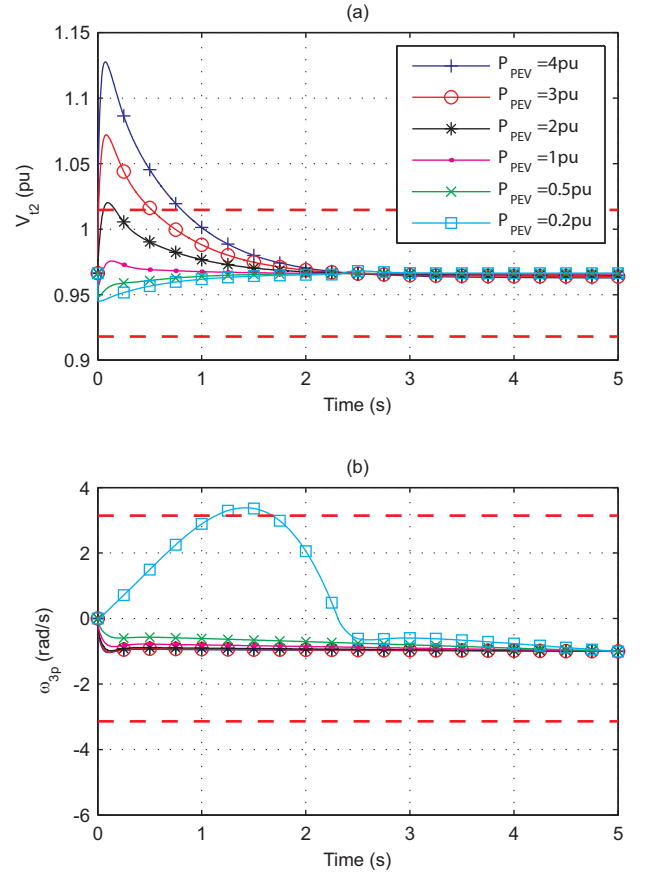 (a)
1.15
1.1
1.05
1
0.95
0.9
V_t2 (pu)
P_PEV =4pu
P_PEV =3pu
P_PEV =2pu
P_PEV =1pu
P_PEV =0.5pu
P_PEV =0.2pu
0 1 2 3 4 5
Time (s)
(b)
4
2
0
-2
-4
-6
ω_3p (rad/s)
0 1 2 3 4 5
Time (s)